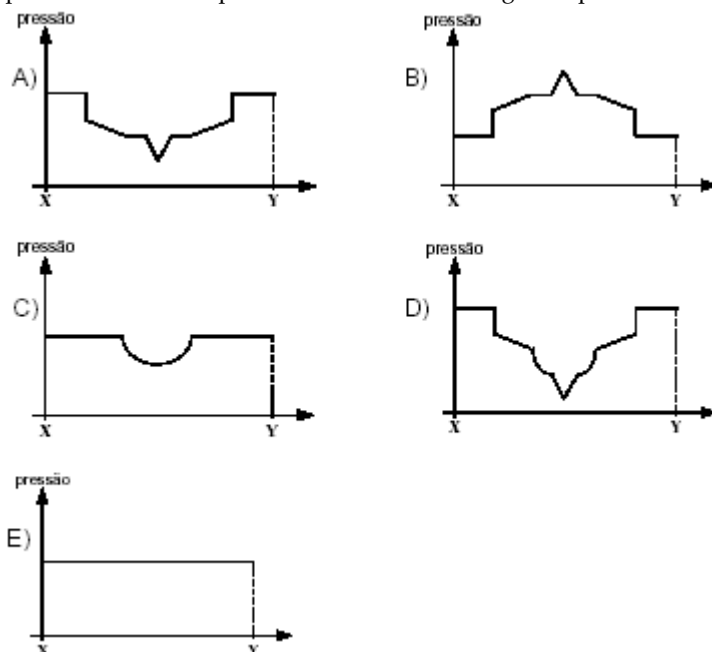 pressão pressão
A) B)
X Y X Y
pressão pressão
C) D)
X Y X Y
pressão
E)
X Y